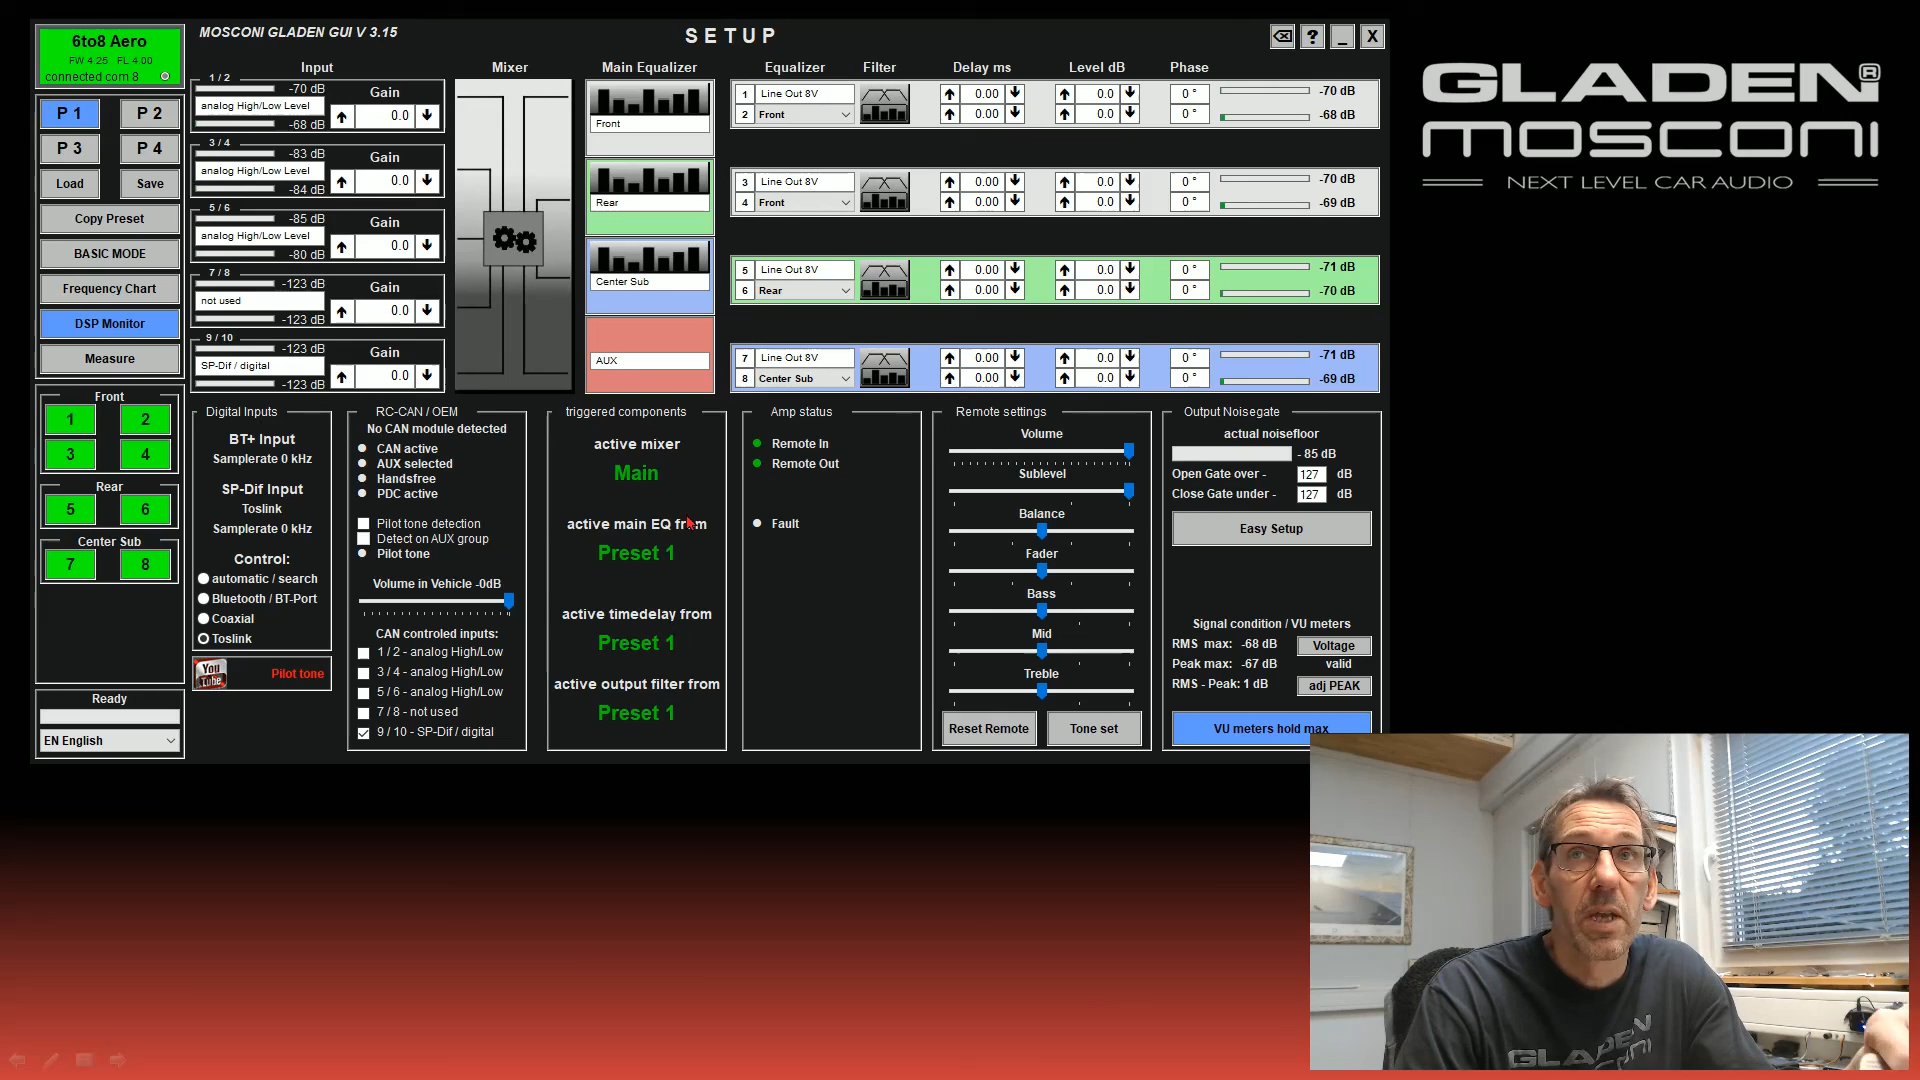 6to8 Aero
FW 4.25 FL 4.00
connected com 8
MOSCONI GLADEN GUI V 3.15
SETUP
? _ X
P 1 P 2
P 3 P 4
Load Save
Copy Preset
BASIC MODE
Frequency Chart
DSP Monitor
Measure
Front
1 2
3 4
Rear
5 6
Center Sub
7 8
Ready
EN English
Input
1 / 2
-70 dB
analog High/Low Level
-68 dB
Gain
0.0
3 / 4
-83 dB
analog High/Low Level
-84 dB
Gain
0.0
5 / 6
-85 dB
analog High/Low Level
-80 dB
Gain
0.0
7 / 8
-123 dB
not used
-123 dB
Gain
0.0
9 / 10
-123 dB
SP-Dif / digital
-123 dB
Gain
0.0
Mixer
Main Equalizer
Front
Rear
Center Sub
AUX
Equalizer Filter Delay ms Level dB Phase
1 Line Out 8V 0.00 0.0 0 ° -70 dB
2 Front 0.00 0.0 0 ° -68 dB
3 Line Out 8V 0.00 0.0 0 ° -70 dB
4 Front 0.00 0.0 0 ° -69 dB
5 Line Out 8V 0.00 0.0 0 ° -71 dB
6 Rear 0.00 0.0 0 ° -70 dB
7 Line Out 8V 0.00 0.0 0 ° -71 dB
8 Center Sub 0.00 0.0 0 ° -69 dB
Digital Inputs
BT+ Input
Samplerate 0 kHz
SP-Dif Input
Toslink
Samplerate 0 kHz
Control:
automatic / search
Bluetooth / BT-Port
Coaxial
Toslink
You
Tube
Pilot tone
RC-CAN / OEM
No CAN module detected
CAN active
AUX selected
Handsfree
PDC active
Pilot tone detection
Detect on AUX group
Pilot tone
Volume in Vehicle -0dB
CAN controled inputs:
1 / 2 - analog High/Low
3 / 4 - analog High/Low
5 / 6 - analog High/Low
7 / 8 - not used
9 / 10 - SP-Dif / digital
triggered components
active mixer
Main
active main EQ from
Preset 1
active timedelay from
Preset 1
active output filter from
Preset 1
Amp status
Remote In
Remote Out
Fault
Remote settings
Volume
Sublevel
Balance
Fader
Bass
Mid
Treble
Reset Remote Tone set
Output Noisegate
actual noisefloor
- 85 dB
Open Gate over - 127 dB
Close Gate under - 127 dB
Easy Setup
Signal condition / VU meters
RMS max: -68 dB Voltage
Peak max: -67 dB valid
RMS - Peak: 1 dB adj PEAK
VU meters hold max
GLADEN®
MOSCONI
NEXT LEVEL CAR AUDIO
GLADEN
MOSCONI